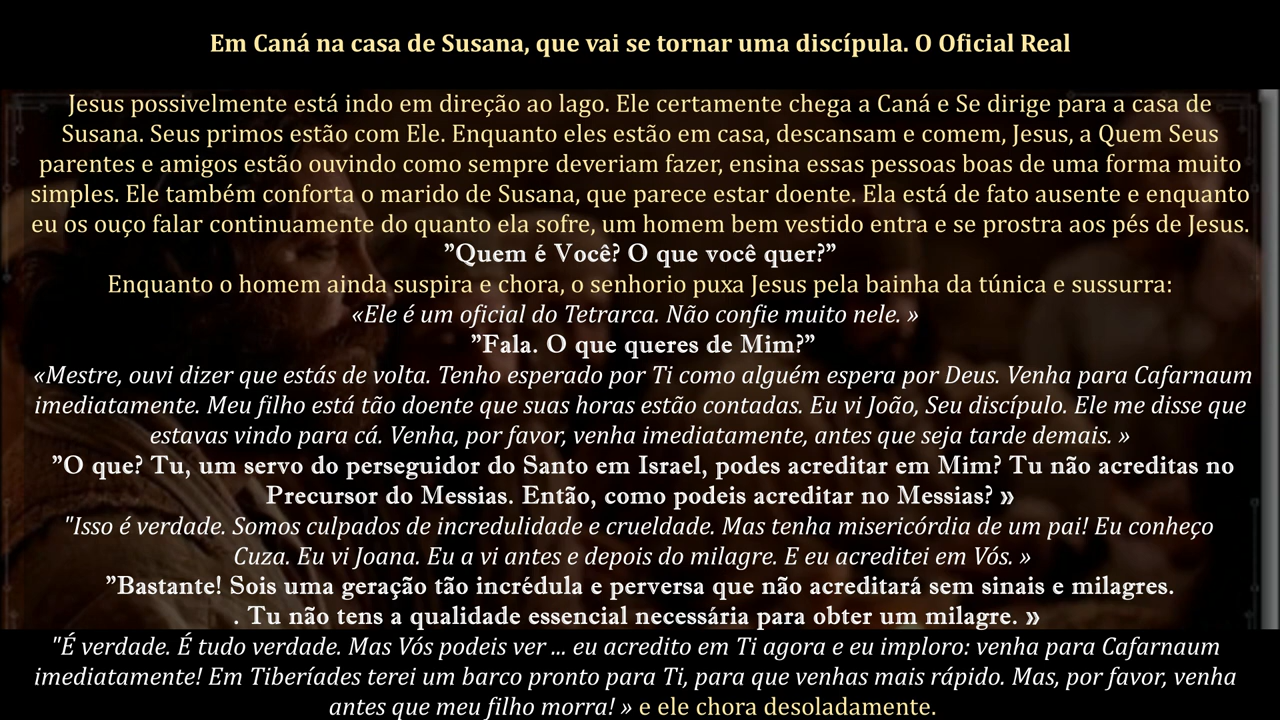 Em Caná na casa de Susana, que vai se tornar uma discípula. O Oficial Real
Jesus possivelmente está indo em direção ao lago. Ele certamente chega a Caná e Se dirige para a casa de
Susana. Seus primos estão com Ele. Enquanto eles estão em casa, descansam e comem, Jesus, a Quem Seus
parentes e amigos estão ouvindo como sempre deveriam fazer, ensina essas pessoas boas de uma forma muito
simples. Ele também conforta o marido de Susana, que parece estar doente. Ela está de fato ausente e enquanto
eu os ouço falar continuamente do quanto ela sofre, um homem bem vestido entra e se prostra aos pés de Jesus.
”Quem é Você? O que você quer?”
Enquanto o homem ainda suspira e chora, o senhorio puxa Jesus pela bainha da túnica e sussurra:
«Ele é um oficial do Tetrarca. Não confie muito nele. »
”Fala. O que queres de Mim?”
«Mestre, ouvi dizer que estás de volta. Tenho esperado por Ti como alguém espera por Deus. Venha para Cafarnaum
imediatamente. Meu filho está tão doente que suas horas estão contadas. Eu vi João, Seu discípulo. Ele me disse que
estavas vindo para cá. Venha, por favor, venha imediatamente, antes que seja tarde demais. »
”O que? Tu, um servo do perseguidor do Santo em Israel, podes acreditar em Mim? Tu não acreditas no
Precursor do Messias. Então, como podeis acreditar no Messias? »
"Isso é verdade. Somos culpados de incredulidade e crueldade. Mas tenha misericórdia de um pai! Eu conheço
Cuza. Eu vi Joana. Eu a vi antes e depois do milagre. E eu acreditei em Vós. »
”Bastante! Sois uma geração tão incrédula e perversa que não acreditará sem sinais e milagres.
. Tu não tens a qualidade essencial necessária para obter um milagre. »
"É verdade. É tudo verdade. Mas Vós podeis ver ... eu acredito em Ti agora e eu imploro: venha para Cafarnaum
imediatamente! Em Tiberíades terei um barco pronto para Ti, para que venhas mais rápido. Mas, por favor, venha
antes que meu filho morra! » e ele chora desoladamente.